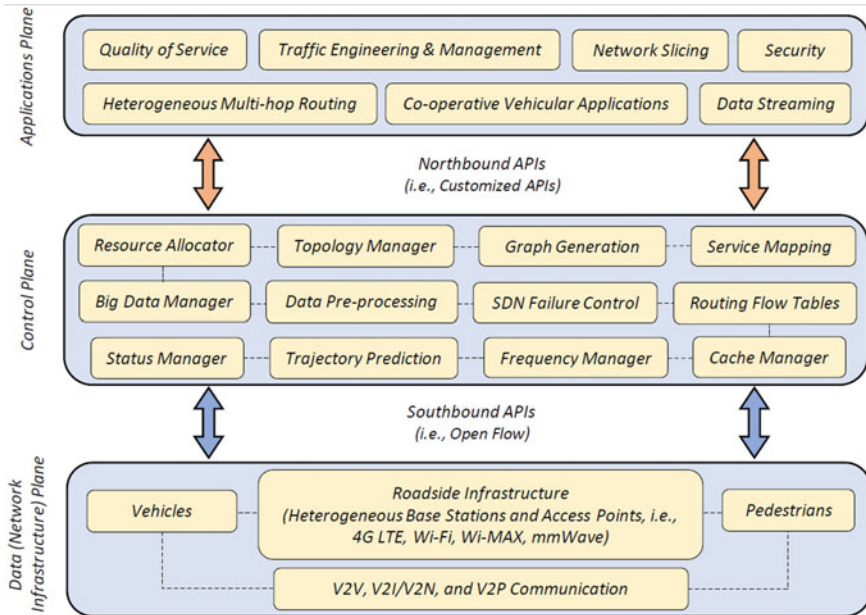 Applications Plane
Quality of Service
Traffic Engineering & Management
Network Slicing
Security
Heterogeneous Multi-hop Routing
Co-operative Vehicular Applications
Data Streaming
Northbound APIs
(i.e., Customized APIs)
Control Plane
Resource Allocator
Topology Manager
Graph Generation
Service Mapping
Big Data Manager
Data Pre-processing
SDN Failure Control
Routing Flow Tables
Status Manager
Trajectory Prediction
Frequency Manager
Cache Manager
Southbound APIs
(i.e., Open Flow)
Data (Network
Infrastructure) Plane
Vehicles
Roadside Infrastructure
(Heterogeneous Base Stations and Access Points, i.e.,
4G LTE, Wi-Fi, Wi-MAX, mmWave)
Pedestrians
V2V, V2I/V2N, and V2P Communication